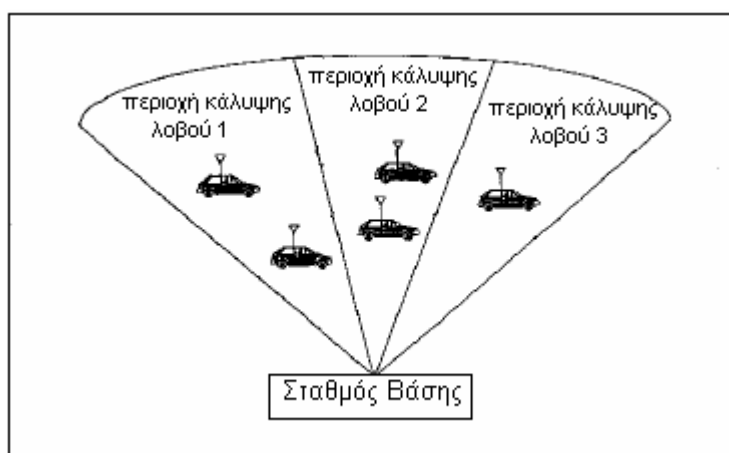 περιοχή κάλυψης
λοβού 1
περιοχή κάλυψης
λοβού 2
περιοχή κάλυψης
λοβού 3
Σταθμός Βάσης